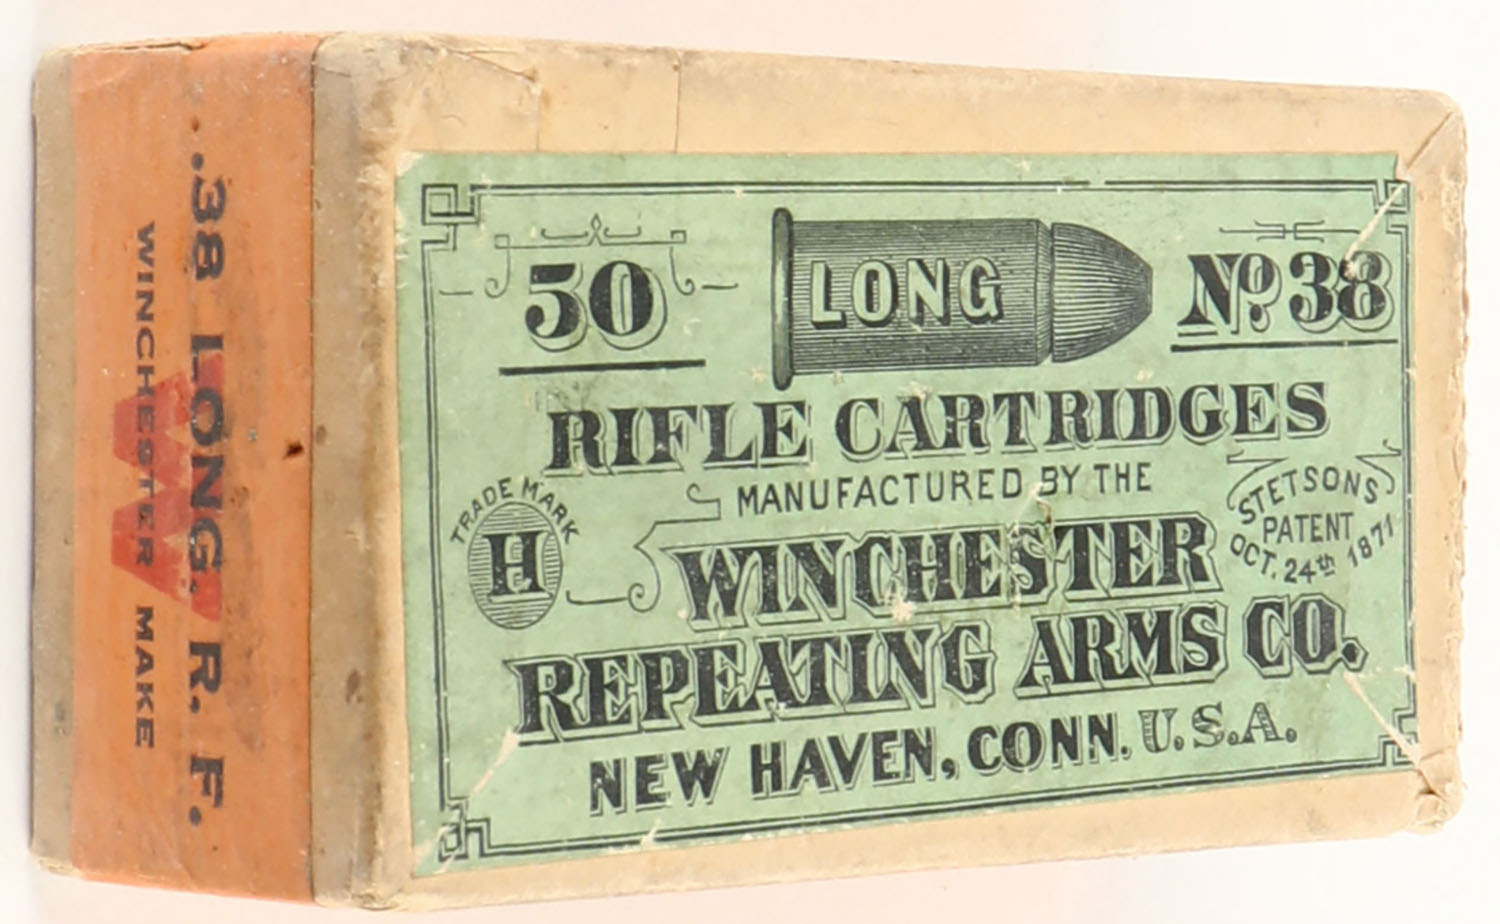 50
LONG
No. 38
RIFLE CARTRIDGES
MANUFACTURED BY THE
TRADE MARK
H
STETSONS
PATENT
OCT. 24th 1871
WINCHESTER
REPEATING ARMS CO.
NEW HAVEN, CONN. U.S.A.
.38 LONG. R. F.
W
WINCHESTER MAKE